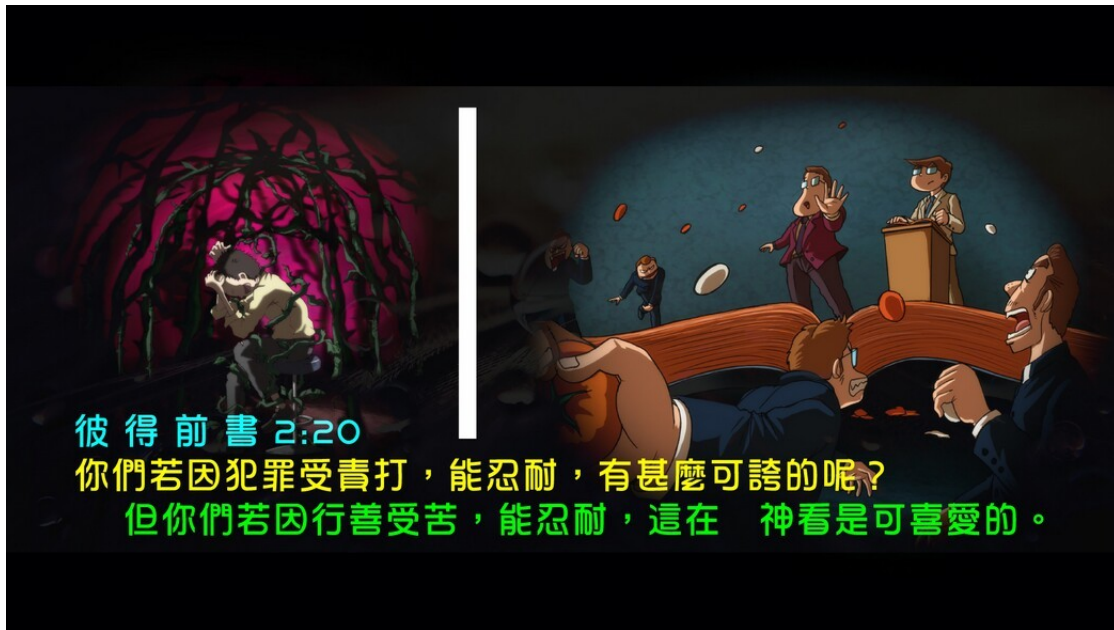 彼得前書2:20
你們若因犯罪受責打，能忍耐，有甚麼可誇的呢？
但你們若因行善受苦，能忍耐，這在　神看是可喜愛的。